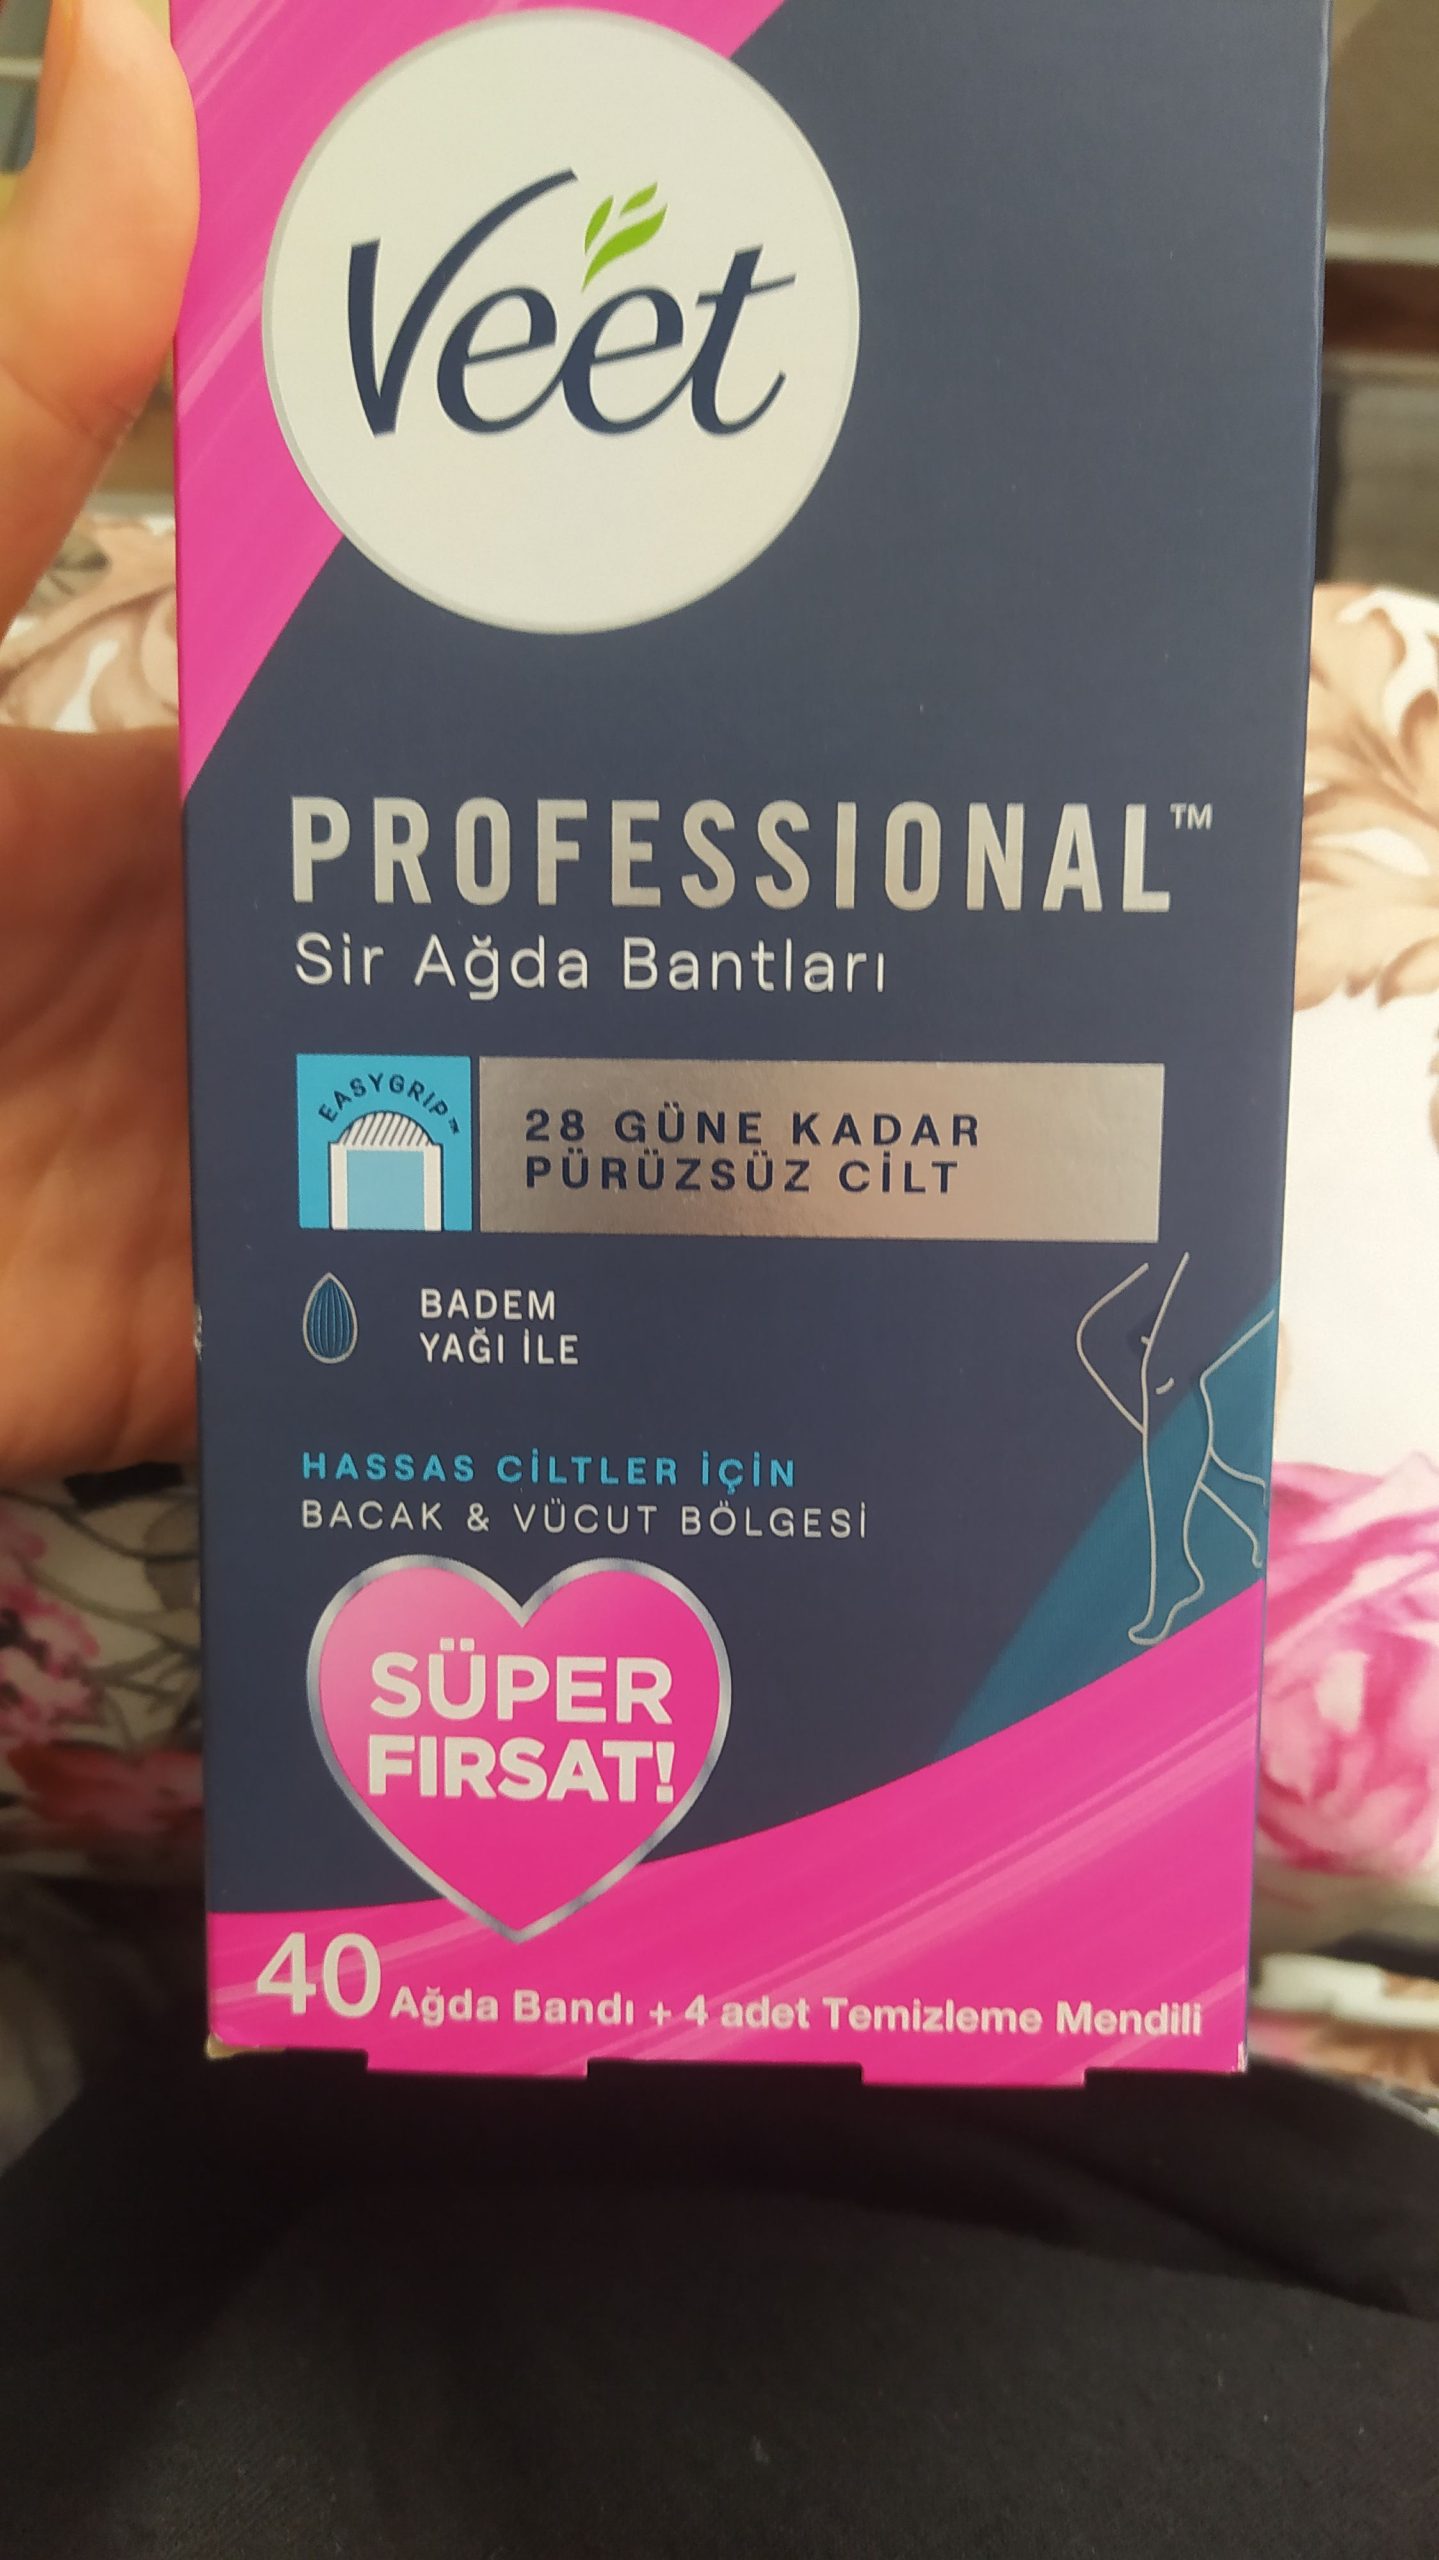 Veet
PROFESSIONAL™
Sir Ağda Bantları
EASYGRIP™
28 GÜNE KADAR
PÜRÜZSÜZ CİLT
BADEM
YAĞI İLE
HASSAS CİLTLER İÇİN
BACAK & VÜCUT BÖLGESİ
SÜPER
FIRSAT!
40 Ağda Bandı + 4 adet Temizleme Mendili